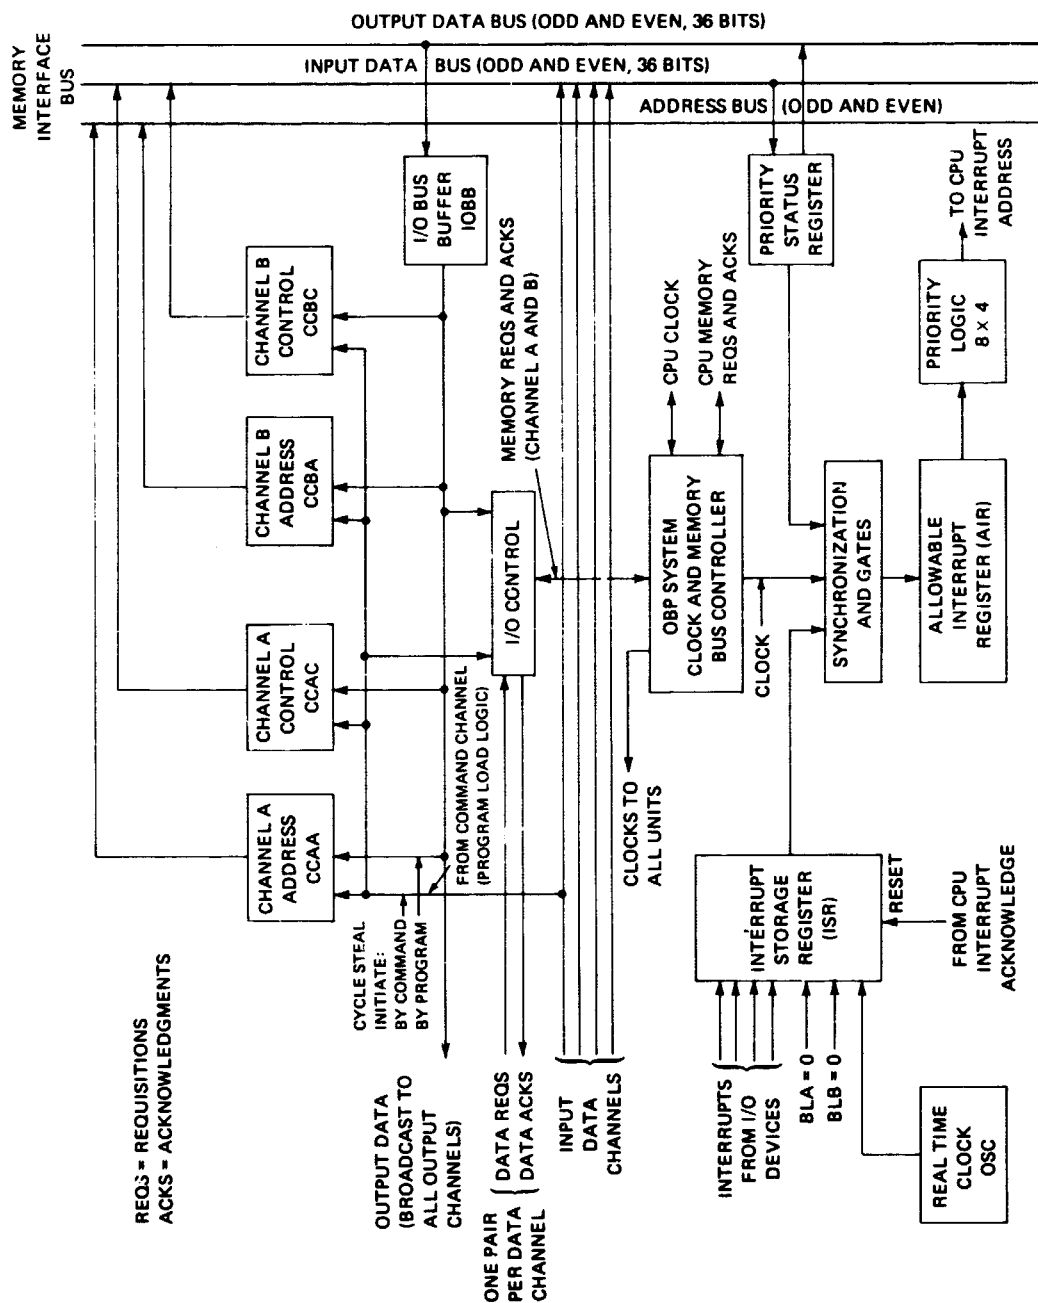 MEMORY
INTERFACE
BUS
OUTPUT DATA BUS (ODD AND EVEN, 36 BITS)
INPUT DATA BUS (ODD AND EVEN, 36 BITS)
ADDRESS BUS (ODD AND EVEN)
REQS = REQUISITIONS
ACKS = ACKNOWLEDGMENTS
CHANNEL A
ADDRESS
CCAA
CHANNEL A
CONTROL
CCAC
CHANNEL B
ADDRESS
CCBA
CHANNEL B
CONTROL
CCBC
I/O BUS
BUFFER
IOBB
CYCLE STEAL
INITIATE:
BY COMMAND
BY PROGRAM
FROM COMMAND CHANNEL
(PROGRAM LOAD LOGIC)
OUTPUT DATA
(BROADCAST TO
ALL OUTPUT
CHANNELS)
I/O CONTROL
MEMORY REQS AND ACKS
(CHANNEL A AND B)
ONE PAIR
PER DATA
CHANNEL
DATA REQS
DATA ACKS
INPUT
DATA
CHANNELS
CLOCKS TO
ALL UNITS
OBP SYSTEM
CLOCK AND MEMORY
BUS CONTROLLER
CPU CLOCK
CPU MEMORY
REQS AND ACKS
PRIORITY
STATUS
REGISTER
CLOCK
INTERRUPTS
FROM I/O
DEVICES
BLA = 0
BLB = 0
INTERRUPT
STORAGE
REGISTER
(ISR)
RESET
SYNCHRONIZATION
AND GATES
REAL TIME
CLOCK
OSC
FROM CPU
INTERRUPT
ACKNOWLEDGE
ALLOWABLE
INTERRUPT
REGISTER (AIR)
PRIORITY
LOGIC
8 x 4
TO CPU
INTERRUPT
ADDRESS